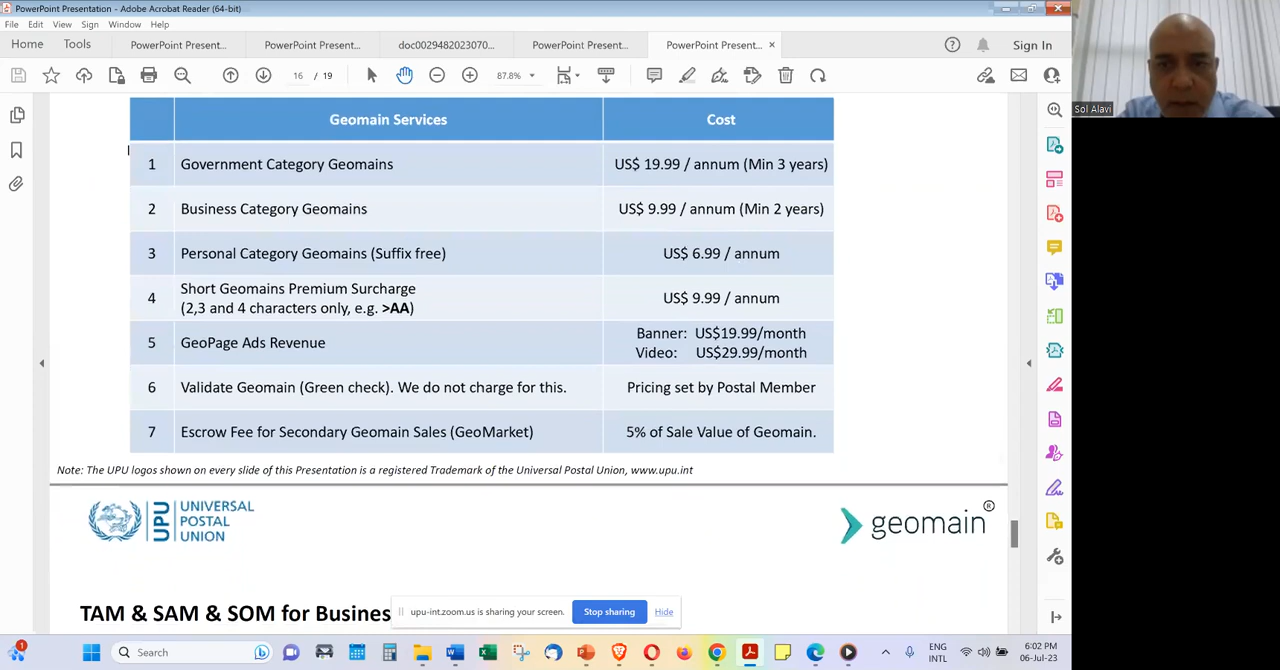 PowerPoint Presentation - Adobe Acrobat Reader (64-bit)
File Edit View Sign Window Help
Home Tools PowerPoint Present... PowerPoint Present... doc0029482023070... PowerPoint Present... PowerPoint Present... × Sign In
16 / 19 87.8%
Sol Alavi
Geomain Services Cost
1 Government Category Geomains US$ 19.99 / annum (Min 3 years)
2 Business Category Geomains US$ 9.99 / annum (Min 2 years)
3 Personal Category Geomains (Suffix free) US$ 6.99 / annum
4 Short Geomains Premium Surcharge
(2,3 and 4 characters only, e.g. >AA) US$ 9.99 / annum
5 GeoPage Ads Revenue Banner: US$19.99/month
Video: US$29.99/month
6 Validate Geomain (Green check). We do not charge for this. Pricing set by Postal Member
7 Escrow Fee for Secondary Geomain Sales (GeoMarket) 5% of Sale Value of Geomain.
Note: The UPU logos shown on every slide of this Presentation is a registered Trademark of the Universal Postal Union, www.upu.int
UPU UNIVERSAL
POSTAL
UNION
geomain ®
TAM & SAM & SOM for Busines
upu-int.zoom.us is sharing your screen. Stop sharing Hide
1 Search
ENG
INTL
6:02 PM
06-Jul-23